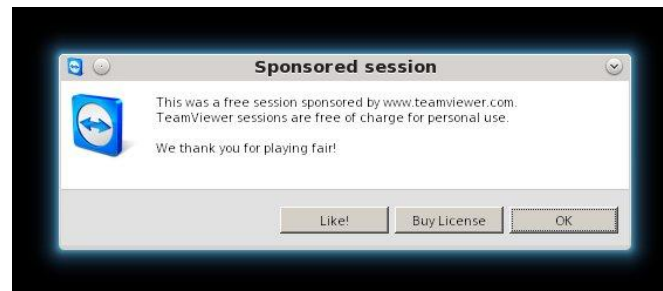 Sponsored session
This was a free session sponsored by www.teamviewer.com.
TeamViewer sessions are free of charge for personal use.
We thank you for playing fair!
Like!
Buy License
OK